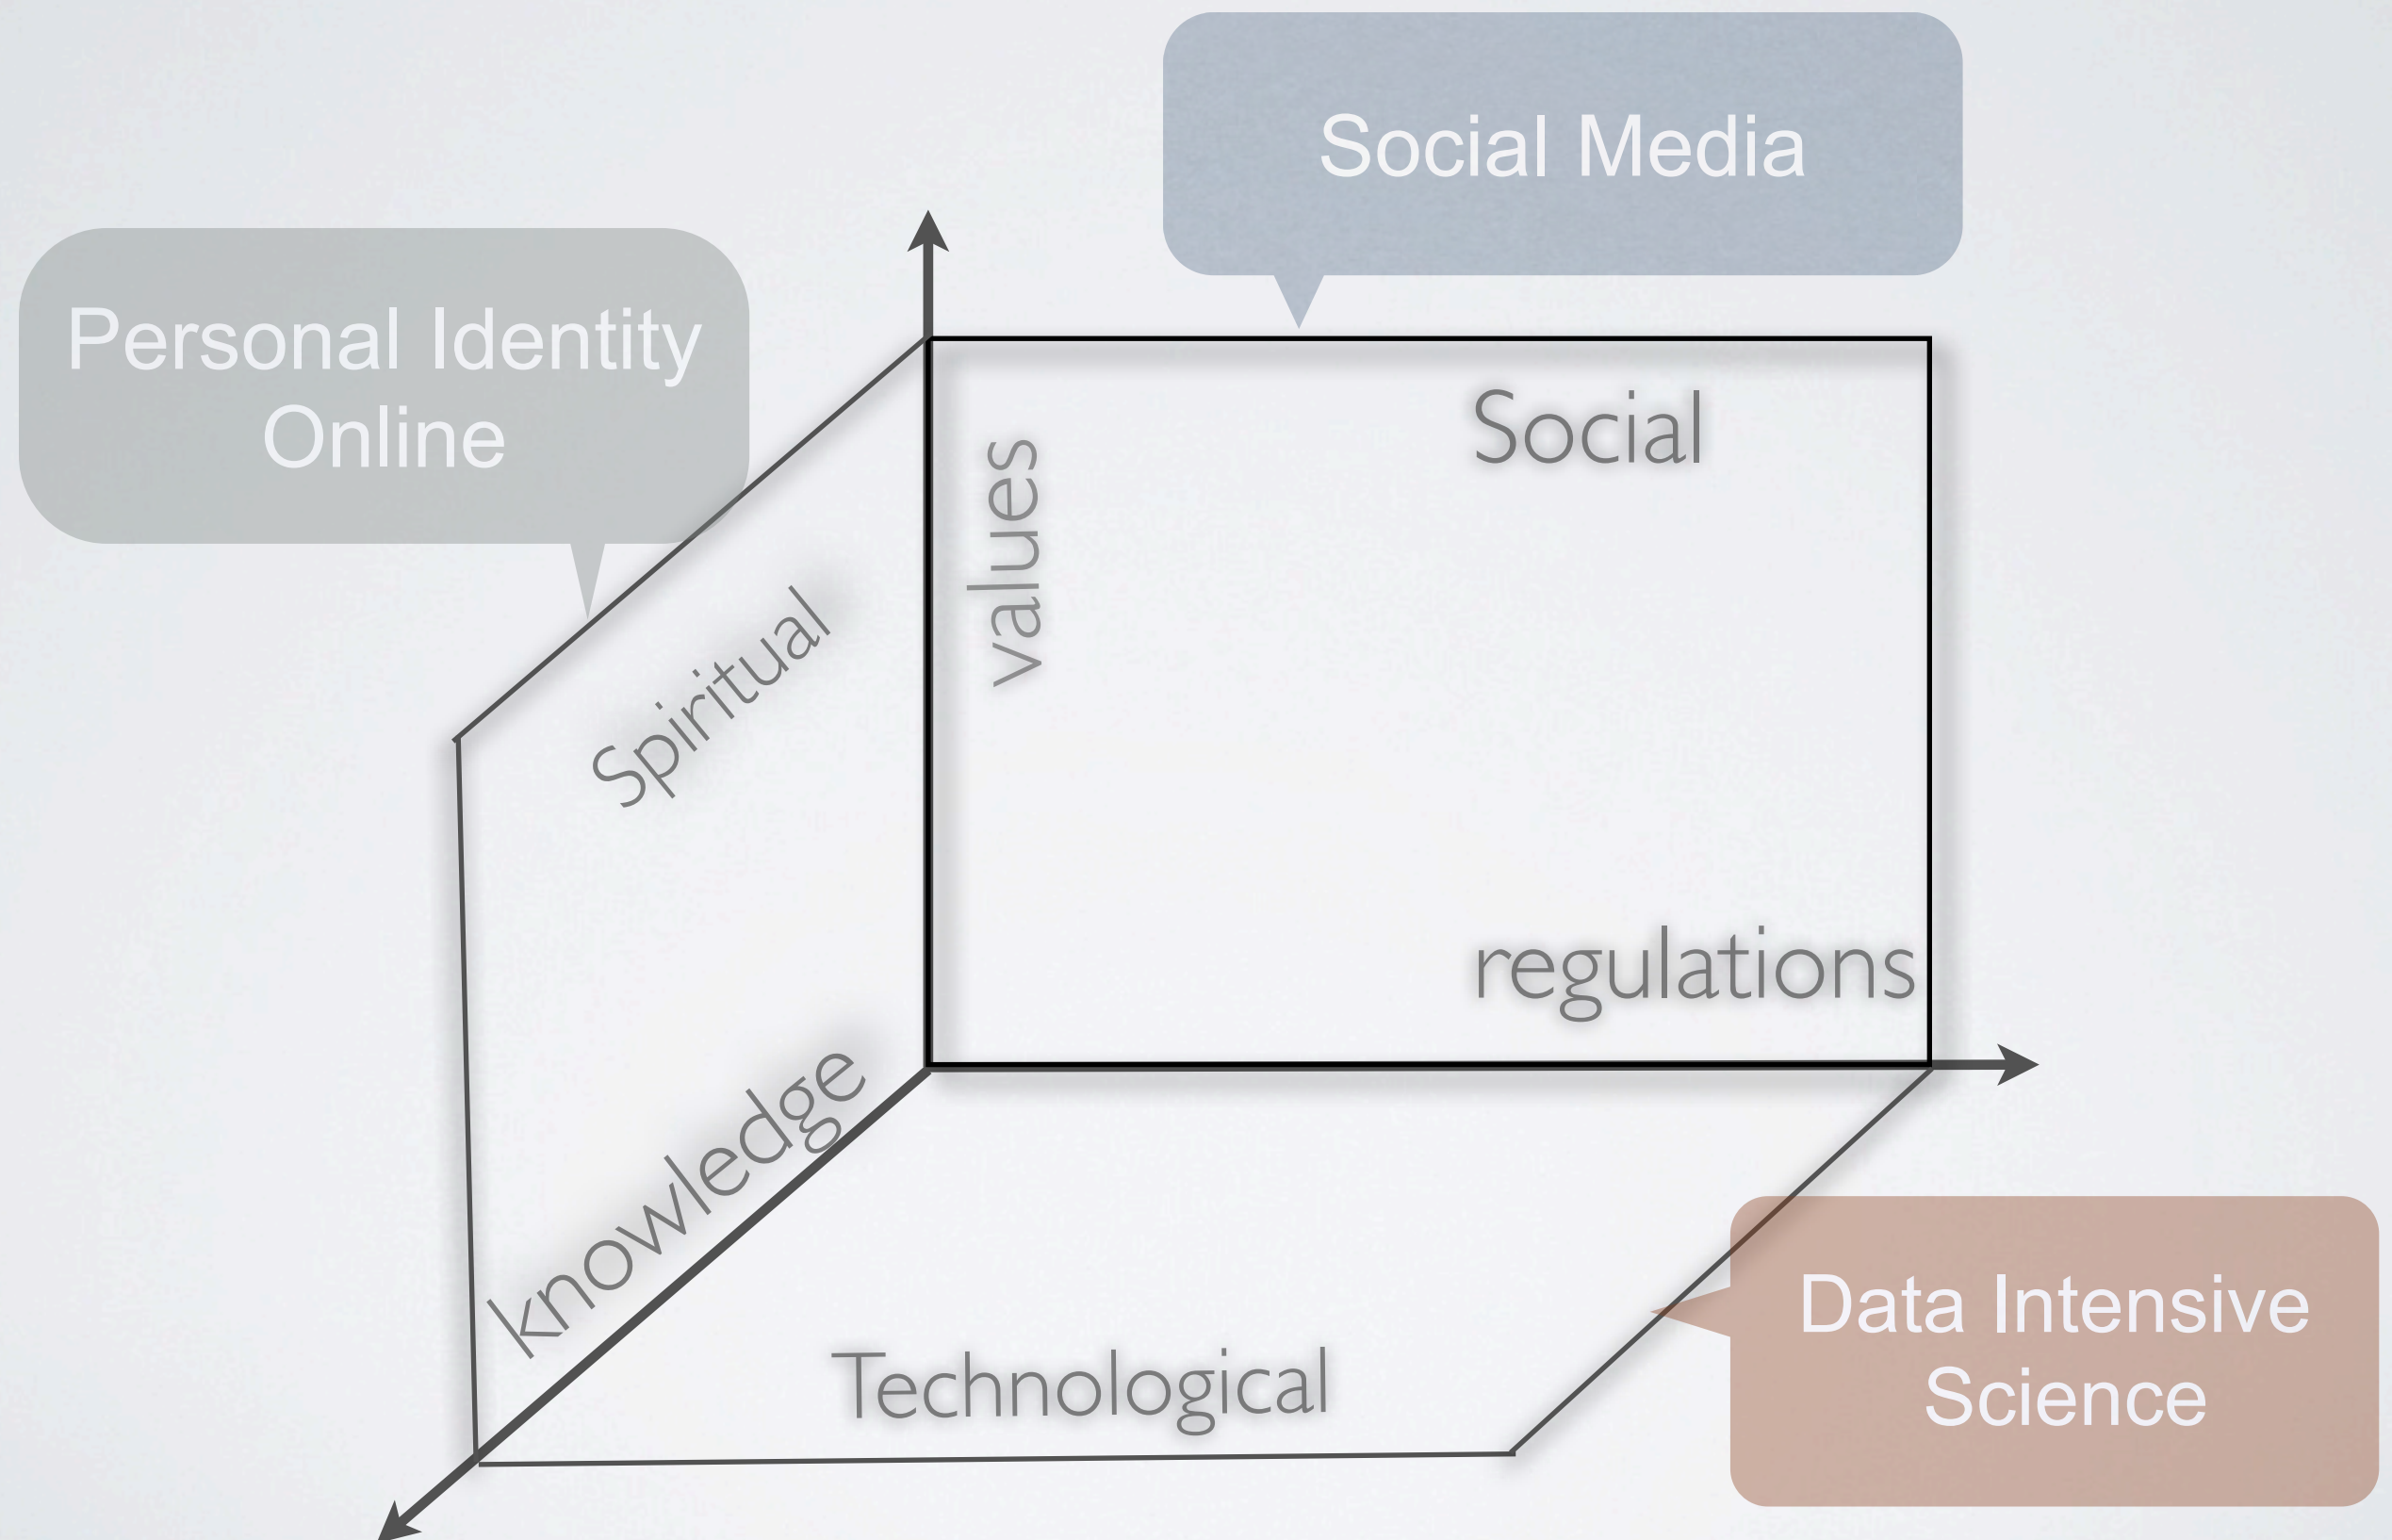 Social Media
Personal Identity
Online
Social
values
Spiritual
regulations
knowledge
Technological
Data Intensive
Science